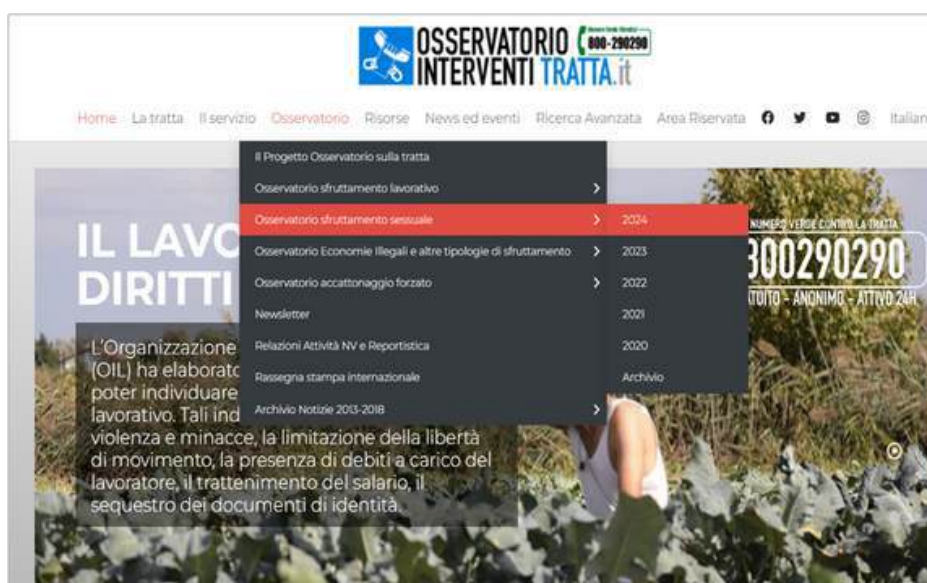 OSSERVATORIO
INTERVENTI TRATTA.it
800-290290
Home La tratta Il servizio Osservatorio Risorse News ed eventi Ricerca Avanzata Area Riservata Italian
Il Progetto Osservatorio sulla tratta
Osservatorio sfruttamento lavorativo
Osservatorio sfruttamento sessuale
Osservatorio Economie Illegali e altre tipologie di sfruttamento
Osservatorio accattonaggio forzato
Newsletter
Relazioni Attività NV e Reportistica
Rassegna stampa internazionale
Archivio Notizie 2013-2018
2024
2023
2022
2021
2020
Archivio
IL LAVO
DIRITTI
L'Organizzazione
(OIL) ha elaborato
poter individuare
lavorativo. Tali ind
violenza e minacce, la limitazione della libertà
di movimento, la presenza di debiti a carico del
lavoratore, il trattenimento del salario, il
sequestro dei documenti di identità.
NUMERO VERDE CONTRO LA TRATTA
800290290
TUITO - ANONIMO - ATTIVO 24H